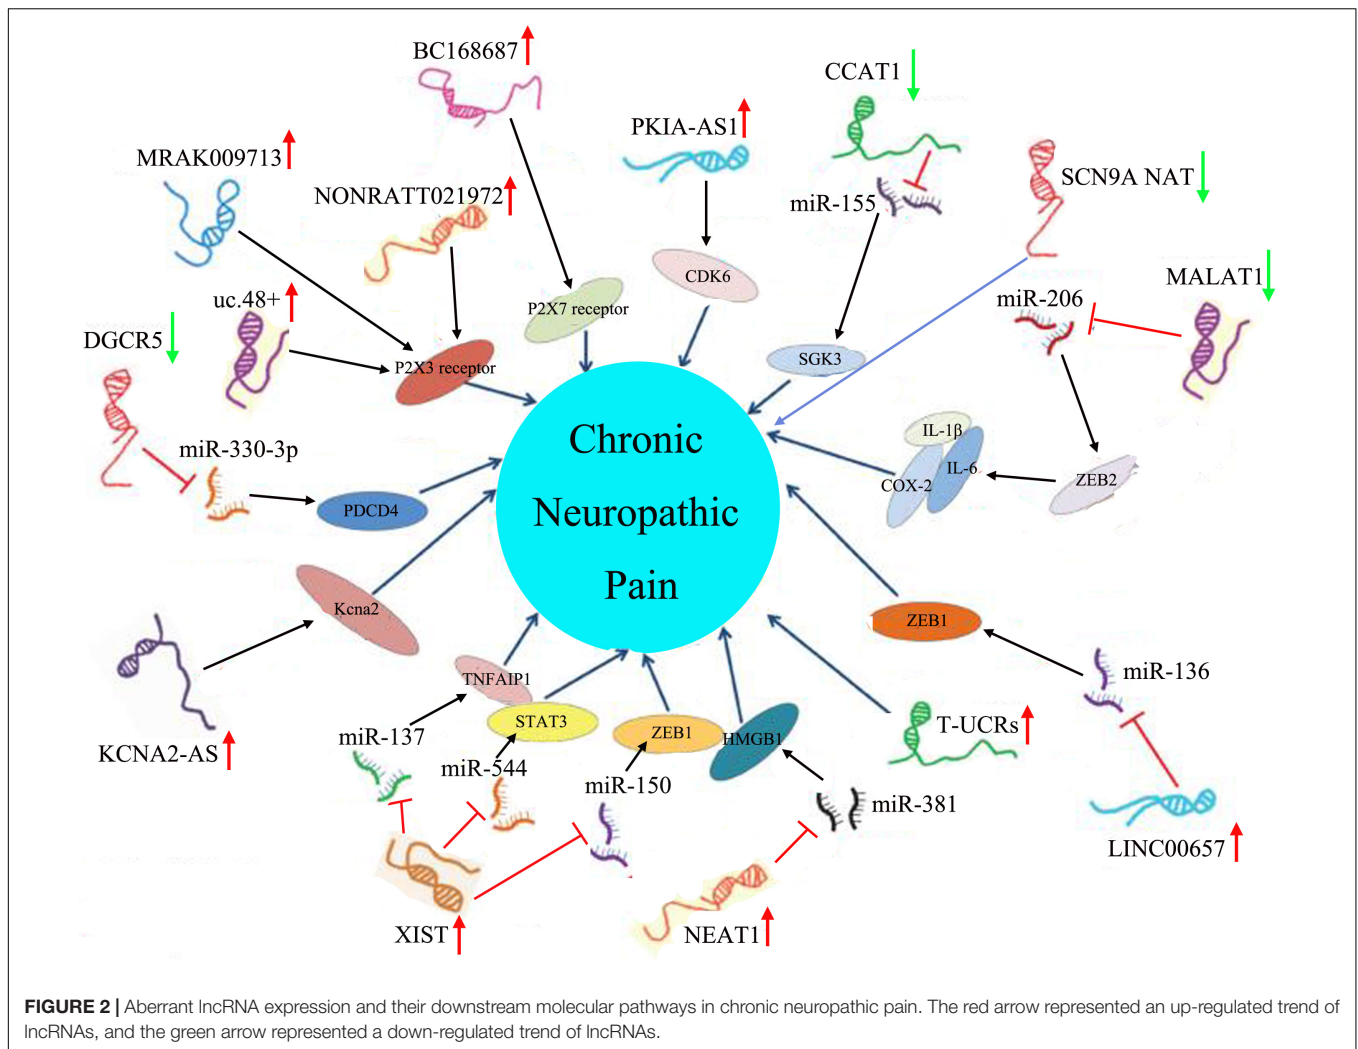 BC168687
CCAT1
PKIA-AS1
MRAK009713
NONRATT021972
miR-155
SCN9A NAT
uc.48+
CDK6
MALAT1
miR-206
P2X7 receptor
DGCR5
P2X3 receptor
SGK3
miR-330-3p
Chronic
Neuropathic
Pain
IL-1β
IL-6
COX-2
ZEB2
PDCD4
Kcna2
ZEB1
miR-136
TNFAIP1
STAT3
ZEB1
HMGB1
T-UCRs
KCNA2-AS
miR-137
miR-544
miR-150
miR-381
LINC00657
XIST
NEAT1
FIGURE 2 | Aberrant lncRNA expression and their downstream molecular pathways in chronic neuropathic pain. The red arrow represented an up-regulated trend of
lncRNAs, and the green arrow represented a down-regulated trend of lncRNAs.